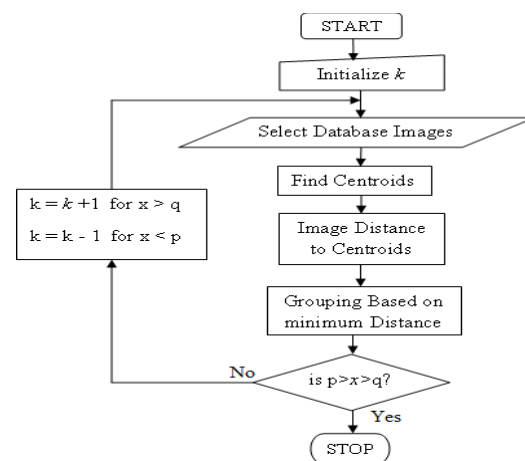 START
Initialize k
Select Database Images
Find Centroids
k = k +1 for x > q
k = k - 1 for x < p
Image Distance
to Centroids
Grouping Based on
minimum Distance
No
is p>x>q?
Yes
STOP